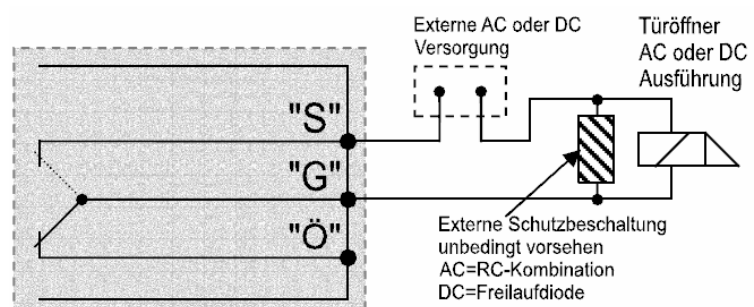 Externe AC oder DC
Versorgung
Türöffner
AC oder DC
Ausführung
"S"
"G"
"Ö"
Externe Schutzbeschaltung
unbedingt vorsehen
AC=RC-Kombination
DC=Freilaufdiode